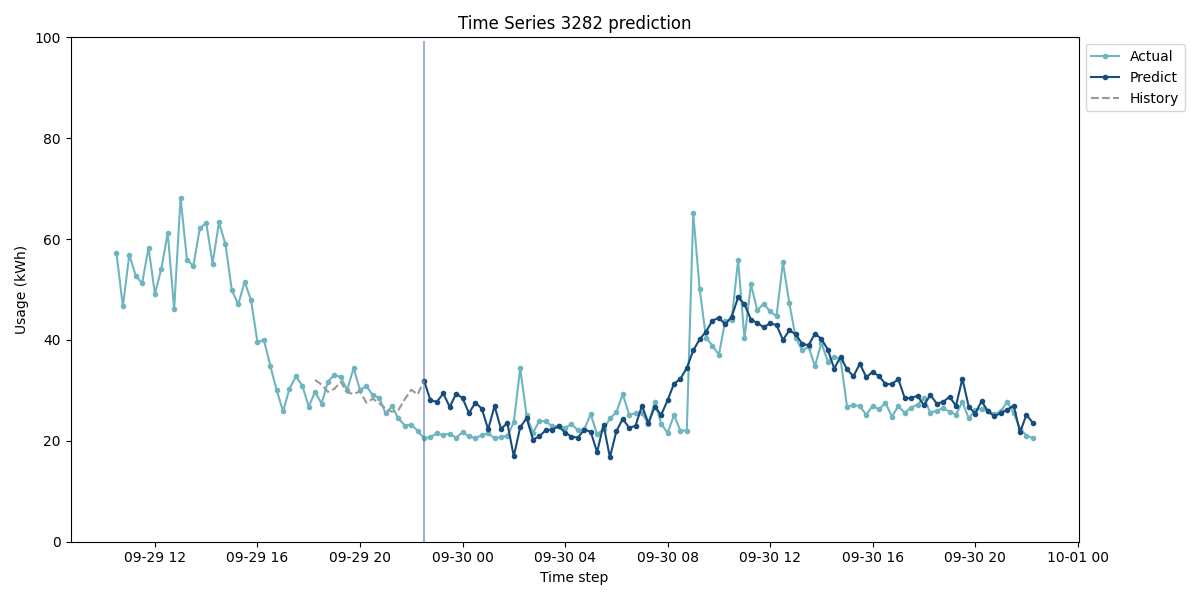 Time Series 3282 prediction
100
80
60
40
20
0
Usage (kWh)
09-29 12
09-29 16
09-29 20
09-30 00
09-30 04
09-30 08
09-30 12
09-30 16
09-30 20
10-01 00
Time step
Actual
Predict
History